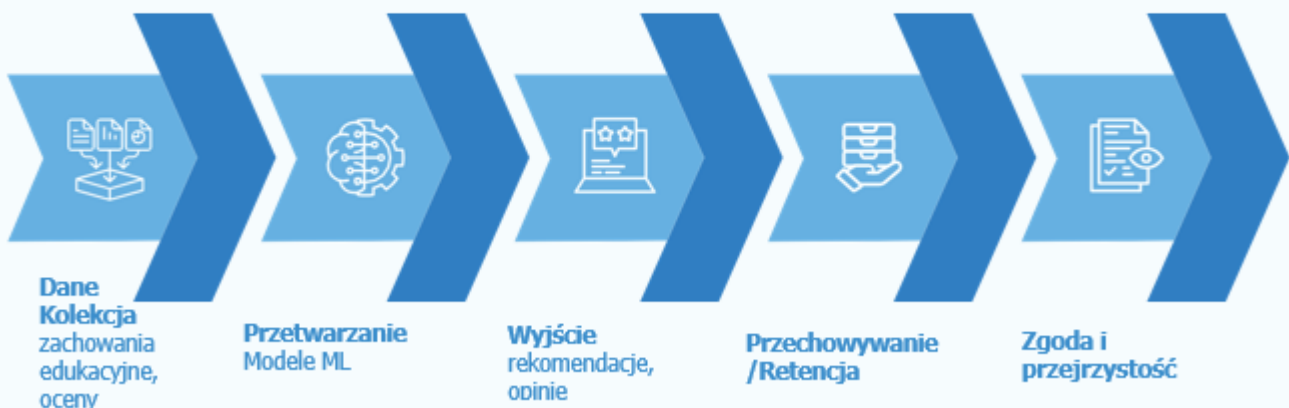 Dane
Kolekcja
zachowania
edukacyjne,
oceny
Przetwarzanie
Modele ML
Wyjście
rekomendacje,
opinie
Przechowywanie
/Retencja
Zgoda i
przejrzystość